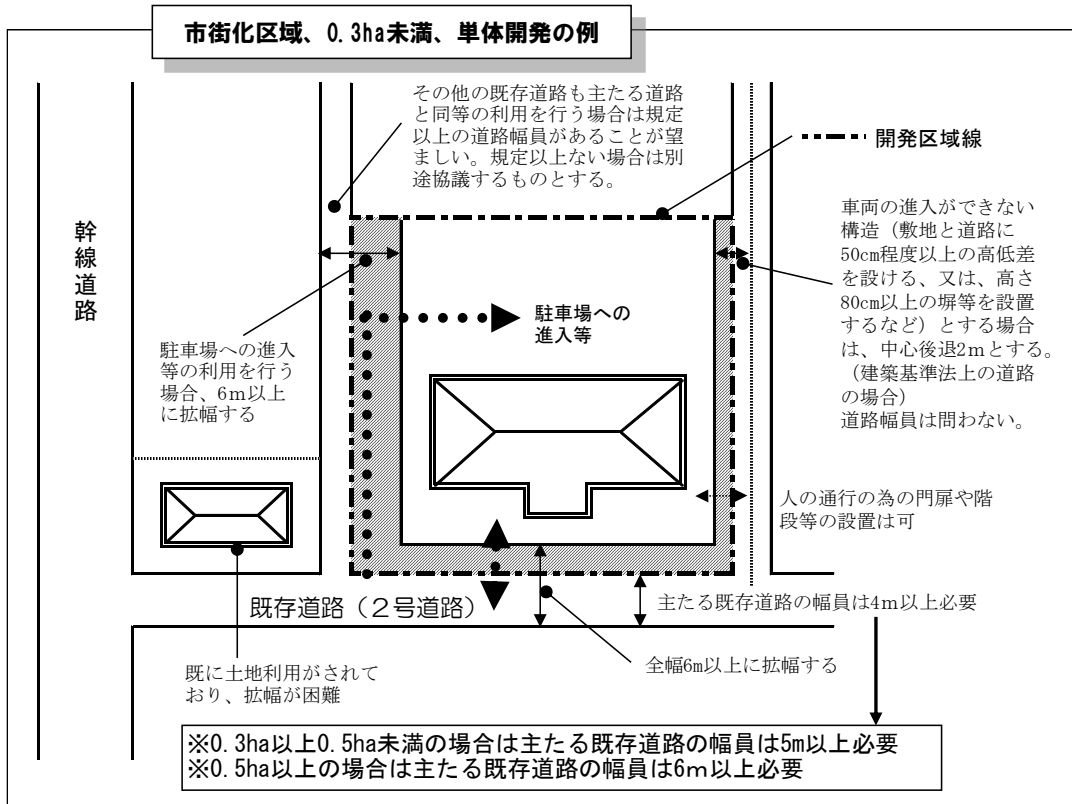 市街化区域、0.3ha未満、単体開発の例
その他の既存道路も主たる道路
と同等の利用を行う場合は規定
以上の道路幅員があることが望
ましい。規定以上ない場合は別
途協議するものとする。
開発区域線
幹線道路
車両の進入ができない
構造（敷地と道路に
50cm程度以上の高低差
を設ける、又は、高さ
80cm以上の塀等を設置
するなど）とする場合
は、中心後退2mとする。
（建築基準法上の道路
の場合）
道路幅員は問わない。
駐車場への
進入等
駐車場への進入
等の利用を行う
場合、6m以上
に拡幅する
人の通行の為の門扉や階
段等の設置は可
既存道路（２号道路）
主たる既存道路の幅員は4m以上必要
全幅6m以上に拡幅する
既に土地利用がされて
おり、拡幅が困難
※0.3ha以上0.5ha未満の場合は主たる既存道路の幅員は5m以上必要
※0.5ha以上の場合は主たる既存道路の幅員は6ｍ以上必要